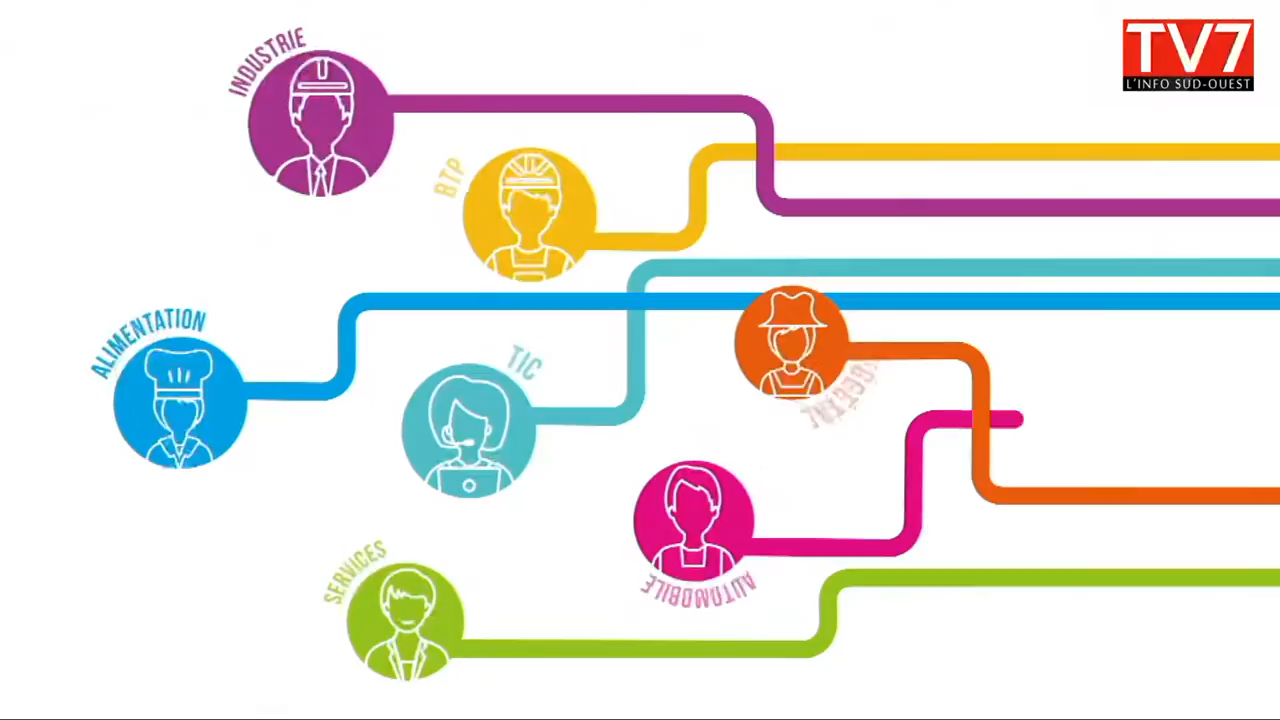 INDUSTRIE
TV7
L'INFO SUD-OUEST
BTP
ALIMENTATION
TIC
SERVICES
AUTOMOBILE